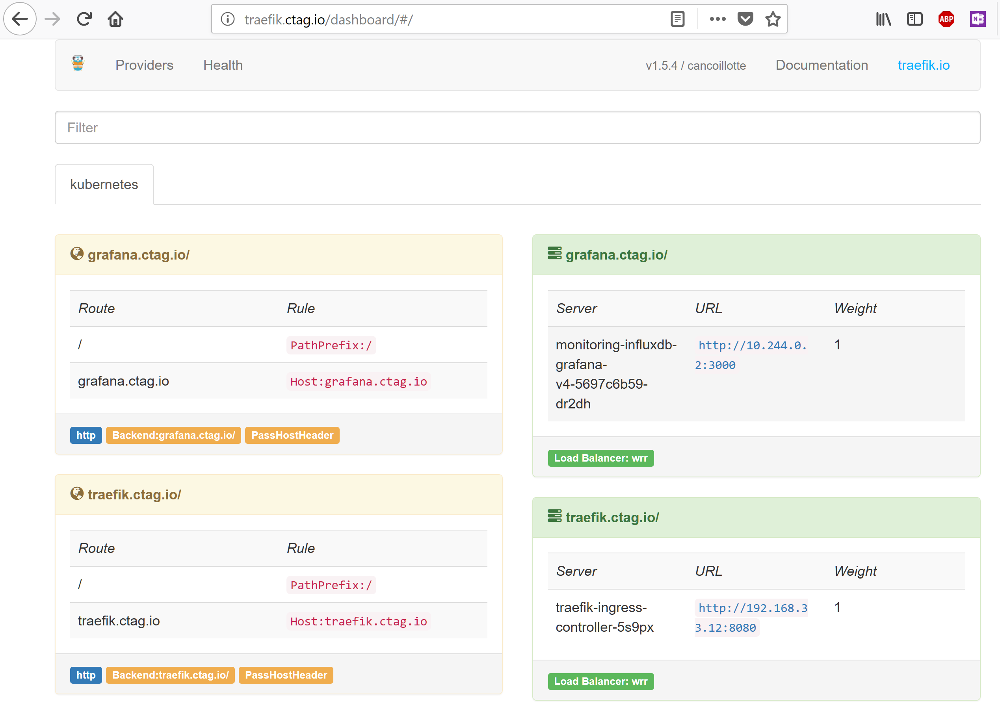 traefik.ctag.io/dashboard/#/
ABP
N
Providers Health v1.5.4 / cancoillotte Documentation traefik.io
Filter
kubernetes
grafana.ctag.io/
Route Rule
/ PathPrefix:/
grafana.ctag.io Host:grafana.ctag.io
http Backend:grafana.ctag.io/ PassHostHeader
traefik.ctag.io/
Route Rule
/ PathPrefix:/
traefik.ctag.io Host:traefik.ctag.io
http Backend:traefik.ctag.io/ PassHostHeader
grafana.ctag.io/
Server URL Weight
monitoring-influxdb- http://10.244.0. 1
grafana- 2:3000
v4-5697c6b59-
dr2dh
Load Balancer: wrr
traefik.ctag.io/
Server URL Weight
traefik-ingress- http://192.168.3 1
controller-5s9px 3.12:8080
Load Balancer: wrr